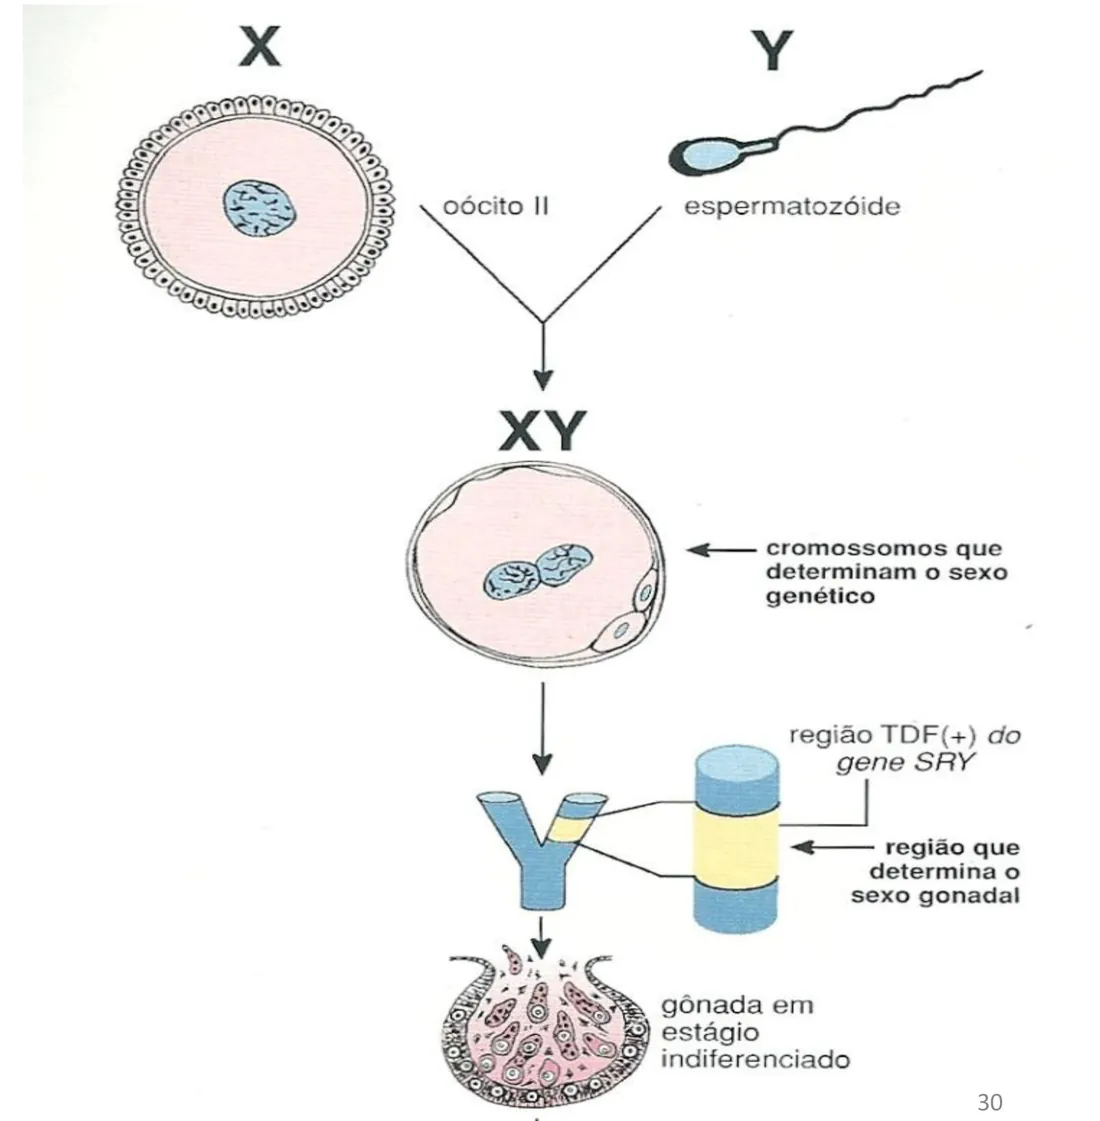 X
Y
oócito II
espermatozóide
XY
cromossomos que
determinam o sexo
genético
região TDF(+) do
gene SRY
região que
determina o
sexo gonadal
gônada em
estágio
indiferenciado
30